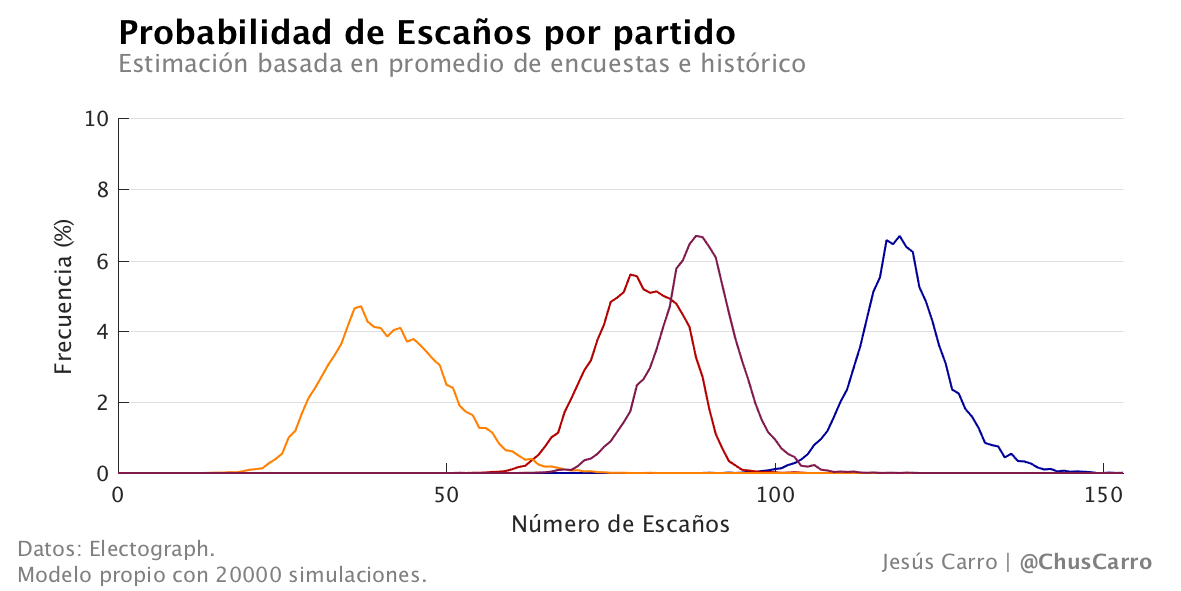 Probabilidad de Escaños por partido
Estimación basada en promedio de encuestas e histórico
10
8
6
4
2
0
Frecuencia (%)
0 50 100 150
Número de Escaños
Datos: Electograph.
Modelo propio con 20000 simulaciones.
Jesús Carro | @ChusCarro